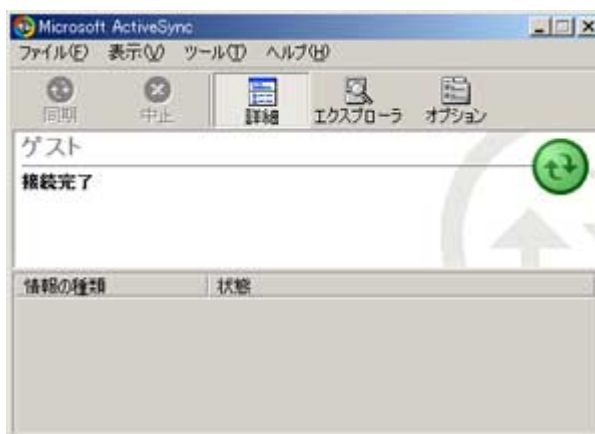 Microsoft ActiveSync
ファイル(F) 表示(V) ツール(T) ヘルプ(H)
同期 中止 詳細 エクスプローラ オプション
ゲスト
接続完了
情報の種類 状態